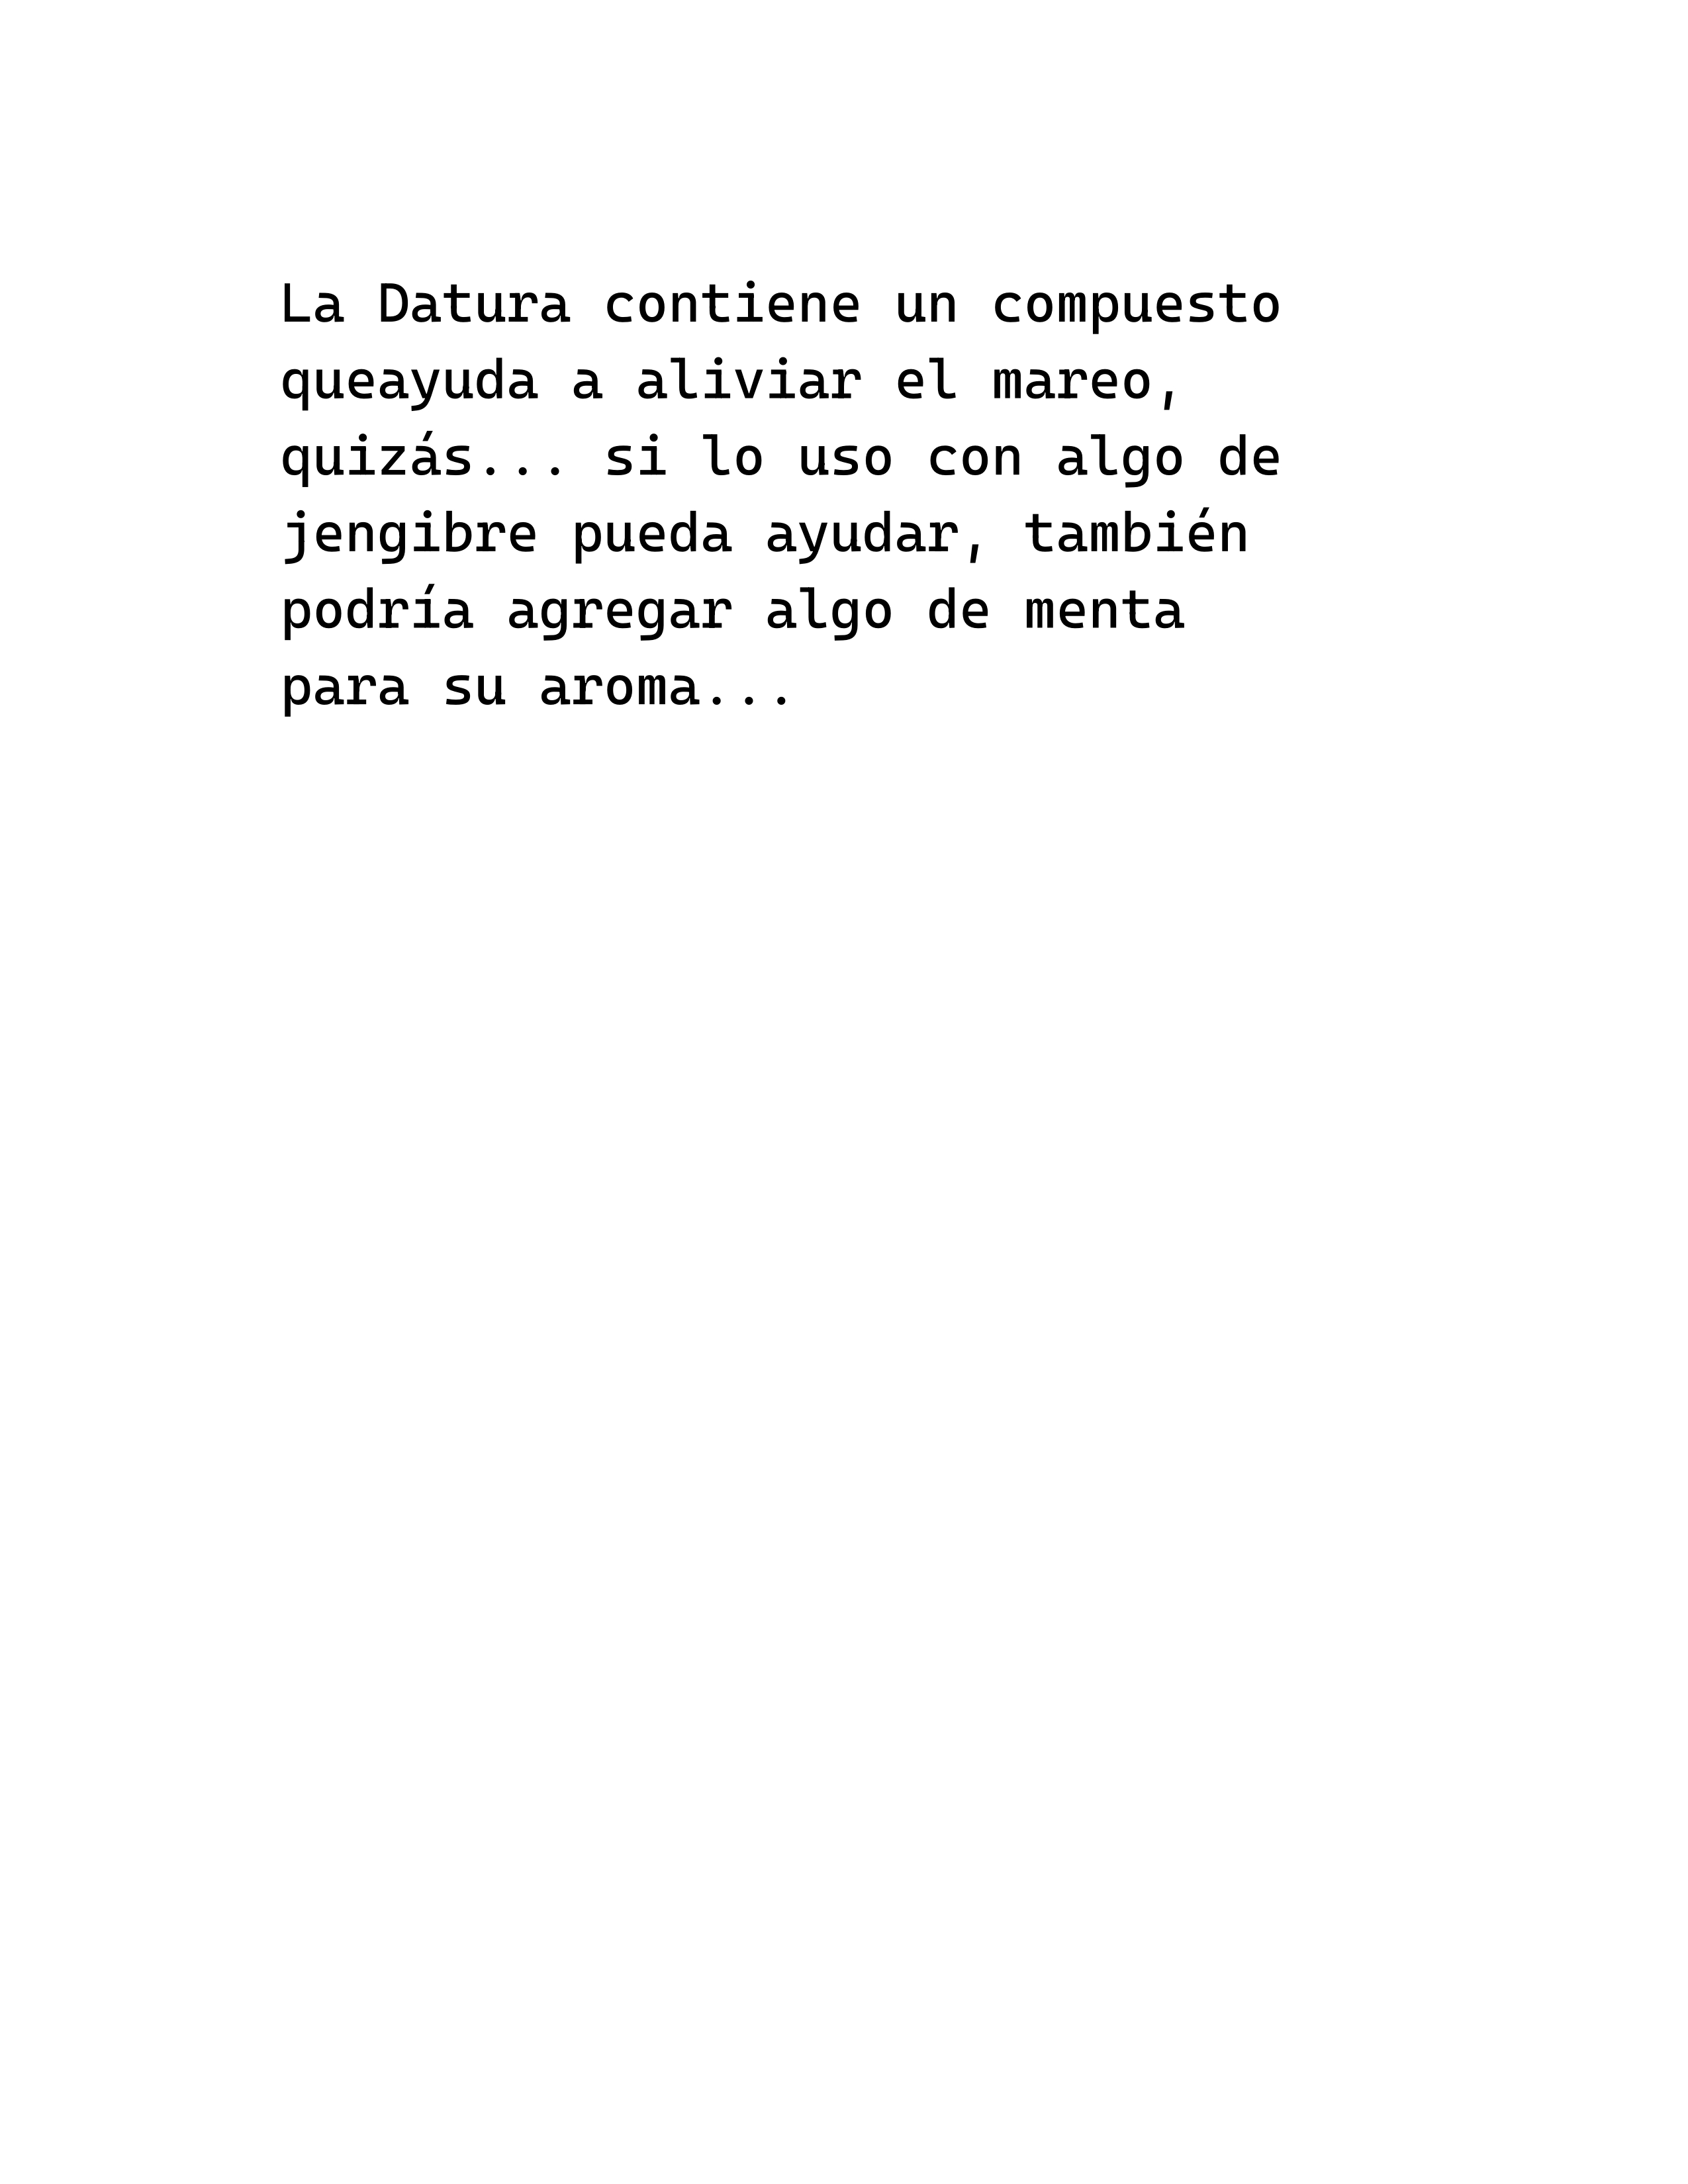 La Datura contiene un compuesto
queayuda a aliviar el mareo,
quizás... si lo uso con algo de
jengibre pueda ayudar, también
podría agregar algo de menta
para su aroma...